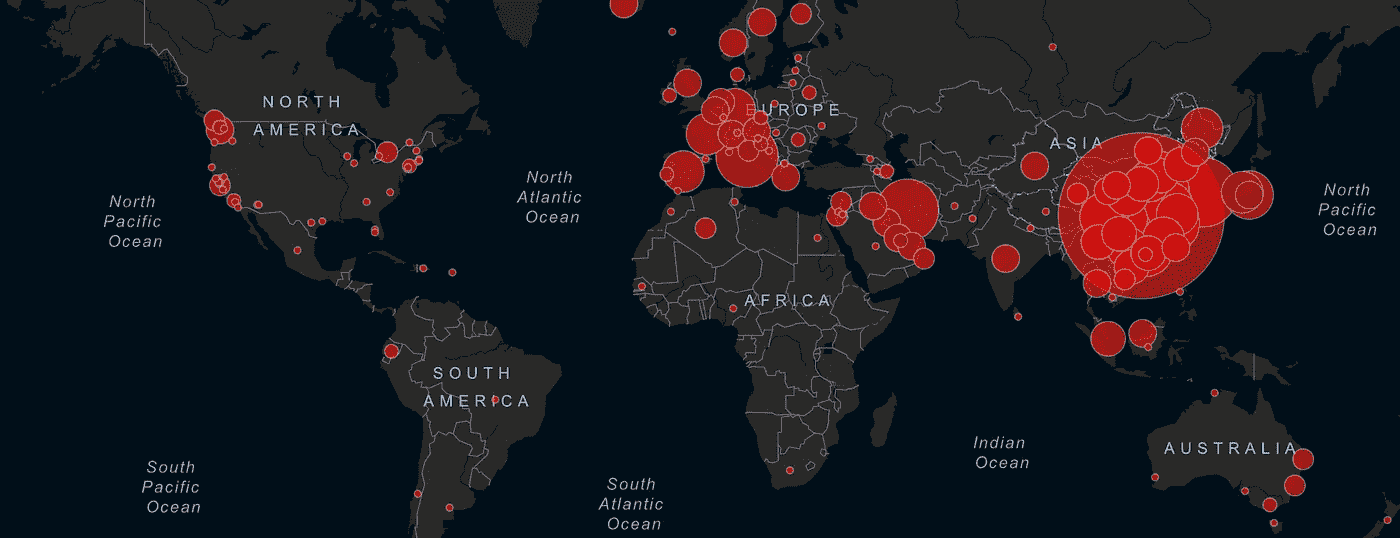 NORTH
AMERICA
EUROPE
ASIA
North
Atlantic
Ocean
North
Pacific
Ocean
North
Pacific
Ocean
AFRICA
SOUTH
AMERICA
Indian
Ocean
AUSTRALIA
South
Pacific
Ocean
South
Atlantic
Ocean